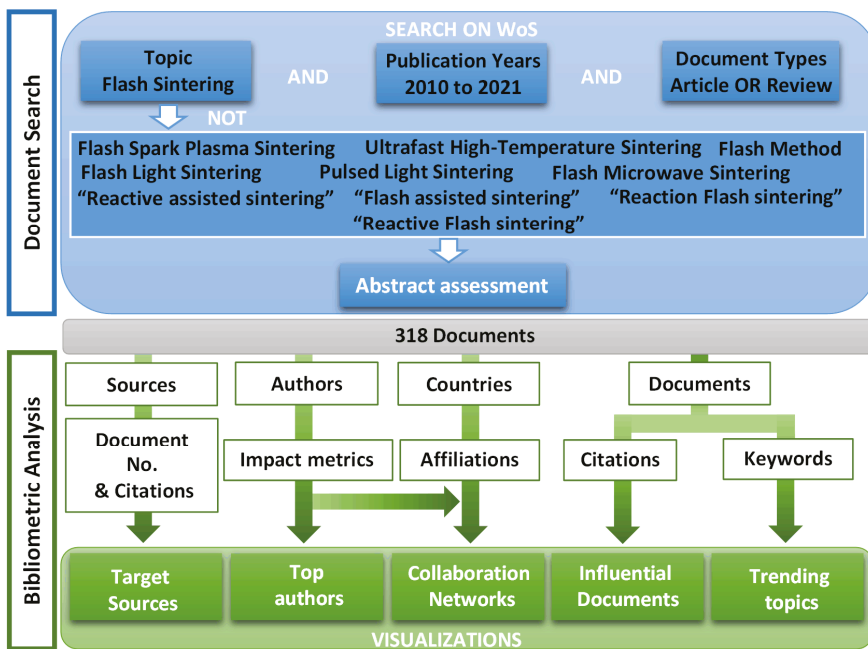 SEARCH ON WoS
Topic
Flash Sintering
AND
Publication Years
2010 to 2021
AND
Document Types
Article OR Review
NOT
Flash Spark Plasma Sintering
Ultrafast High-Temperature Sintering
Flash Method
Flash Light Sintering
Pulsed Light Sintering
Flash Microwave Sintering
“Reactive assisted sintering”
“Flash assisted sintering”
“Reaction Flash sintering”
“Reactive Flash sintering”
Abstract assessment
Document Search
318 Documents
Bibliometric Analysis
Sources
Authors
Countries
Documents
Document
No.
& Citations
Impact metrics
Affiliations
Citations
Keywords
Target
Sources
Top
authors
Collaboration
Networks
Influential
Documents
Trending
topics
VISUALIZATIONS